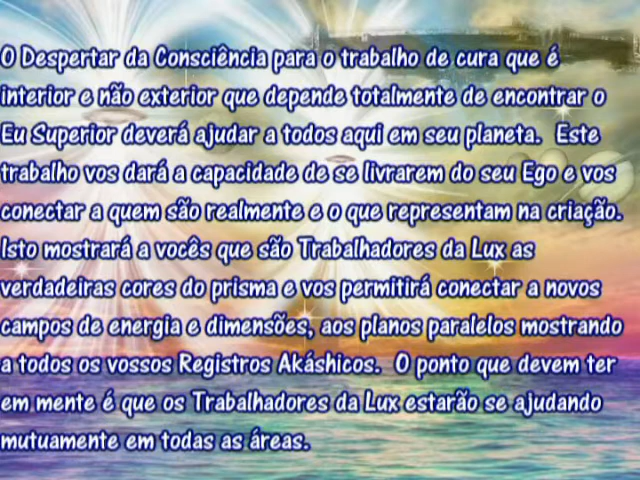 O Despertar da Consciência para o trabalho de cura que é
interior e não exterior que depende totalmente de encontrar o
Eu Superior deverá ajudar a todos aqui em seu planeta.  Este
trabalho vos dará a capacidade de se livrarem do seu Ego e vos
conectar a quem são realmente e o que representam na criação.
Isto mostrará a vocês que são Trabalhadores da Lux as
verdadeiras cores do prisma e vos permitirá conectar a novos
campos de energia e dimensões, aos planos paralelos mostrando
a todos os vossos Registros Akáshicos.  O ponto que devem ter
em mente é que os Trabalhadores da Lux estarão se ajudando
mutuamente em todas as áreas.